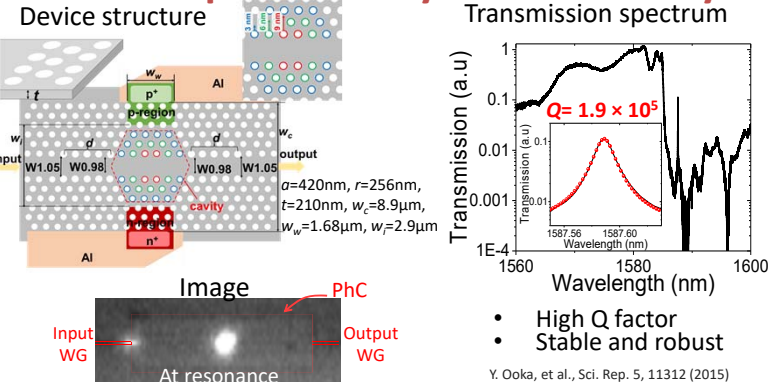 Device structure
3 nm
6 nm
9 nm
w_w
Al
t
p⁺
p-region
w_i
d
d
w_c
output
W1.05
W0.98
W0.98
W1.05
cavity
n⁺
Al
a=420nm, r=256nm,
t=210nm, w_c=8.9µm,
w_w=1.68µm, w_i=2.9µm
Image
PhC
Input
WG
Output
WG
At resonance
Transmission spectrum
Transmission (a.u)
1
0.1
0.01
0.001
1E-4
1560
1580
1600
Wavelength (nm)
Q= 1.9 × 10⁵
Transmission (a.u)
0.1
0.01
1587.56
1587.60
Wavelength (nm)
• High Q factor
• Stable and robust
Y. Ooka, et al., Sci. Rep. 5, 11312 (2015)